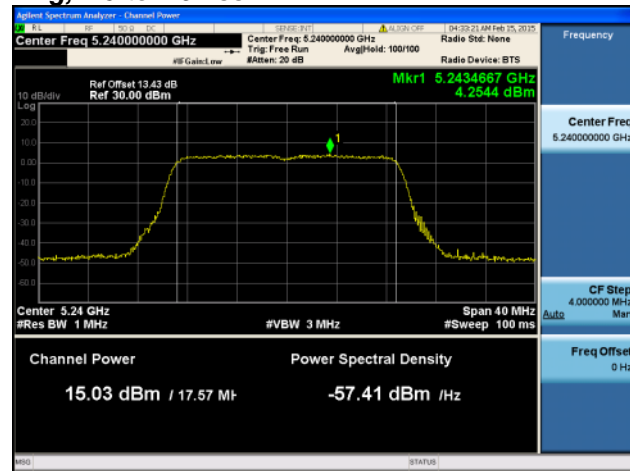 Agilent Spectrum Analyzer - Channel Power
RL RF 50 Ω DC SENSE:INT ALIGN OFF 04:33:21 AM Feb 15, 2015
Center Freq 5.240000000 GHz Center Freq: 5.240000000 GHz Radio Std: None Frequency
Trig: Free Run Avg|Hold: 100/100
#IFGain:Low #Atten: 20 dB Radio Device: BTS
Mkr1 5.2434667 GHz
Ref Offset 13.43 dB
10 dB/div Ref 30.00 dBm 4.2544 dBm
Log
20.0
Center Freq
5.240000000 GHz
10.0
1
0.00
-10.0
-20.0
-30.0
-40.0
-50.0
-60.0
Center 5.24 GHz Span 40 MHz
#Res BW 1 MHz #VBW 3 MHz #Sweep 100 ms
CF Step
4.000000 MHz
Auto Man
Channel Power Power Spectral Density
Freq Offset
0 Hz
15.03 dBm / 17.57 MH -57.41 dBm /Hz
MSG STATUS